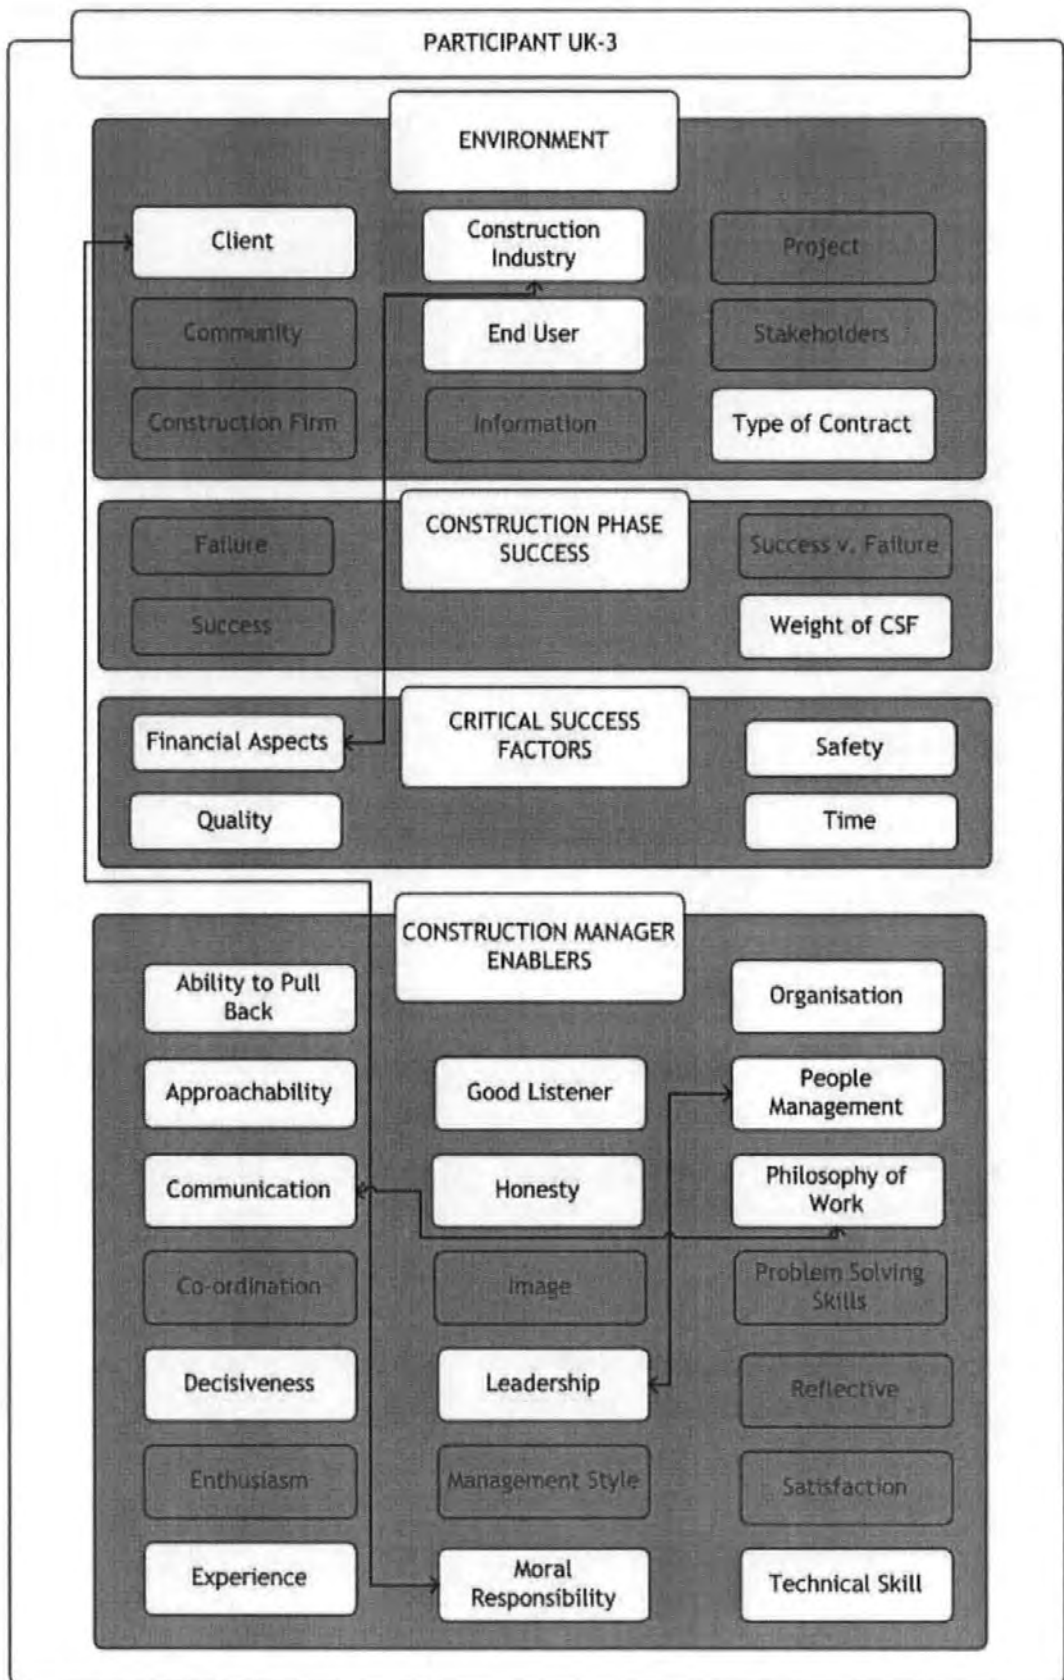 PARTICIPANT UK-3
ENVIRONMENT
Client
Construction
Industry
Project
Community
End User
Stakeholders
Construction Firm
Information
Type of Contract
CONSTRUCTION PHASE
SUCCESS
Failure
Success v. Failure
Success
Weight of CSF
CRITICAL SUCCESS
FACTORS
Financial Aspects
Safety
Quality
Time
CONSTRUCTION MANAGER
ENABLERS
Ability to Pull
Back
Organisation
Approachability
Good Listener
People
Management
Communication
Honesty
Philosophy of
Work
Co-ordination
Image
Problem Solving
Skills
Decisiveness
Leadership
Reflective
Enthusiasm
Management Style
Satisfaction
Experience
Moral
Responsibility
Technical Skill